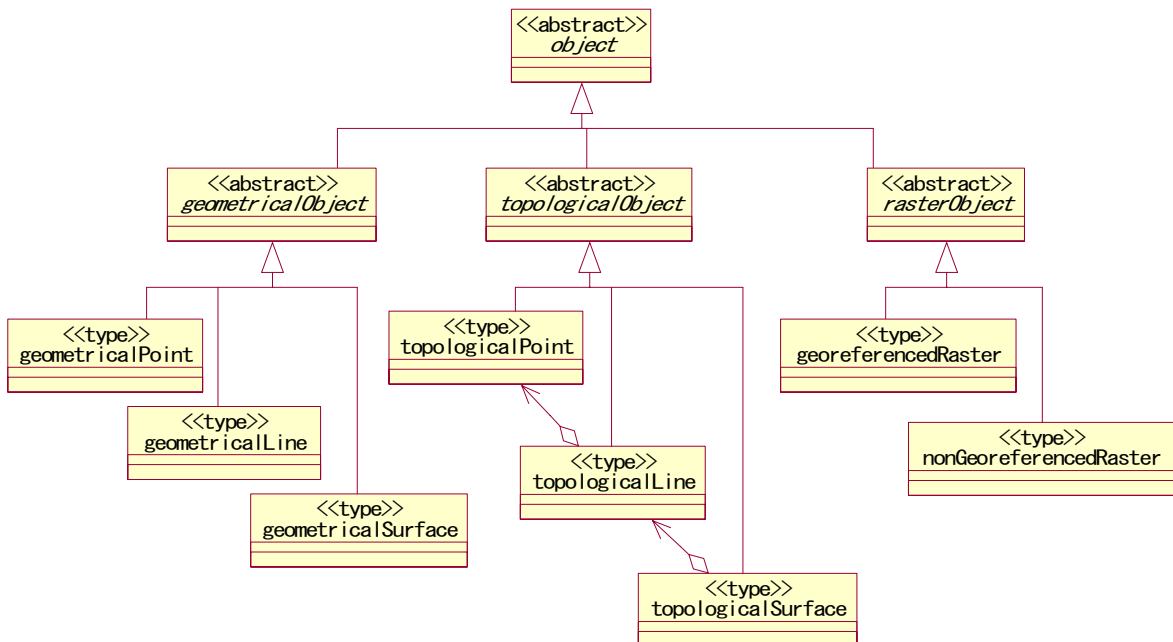 <<abstract>>
object
<<abstract>>
geometricalObject
<<abstract>>
topologicalObject
<<abstract>>
rasterObject
<<type>>
geometricalPoint
<<type>>
topologicalPoint
<<type>>
georeferencedRaster
<<type>>
geometricalLine
<<type>>
topologicalLine
<<type>>
nonGeoreferencedRaster
<<type>>
geometricalSurface
<<type>>
topologicalSurface